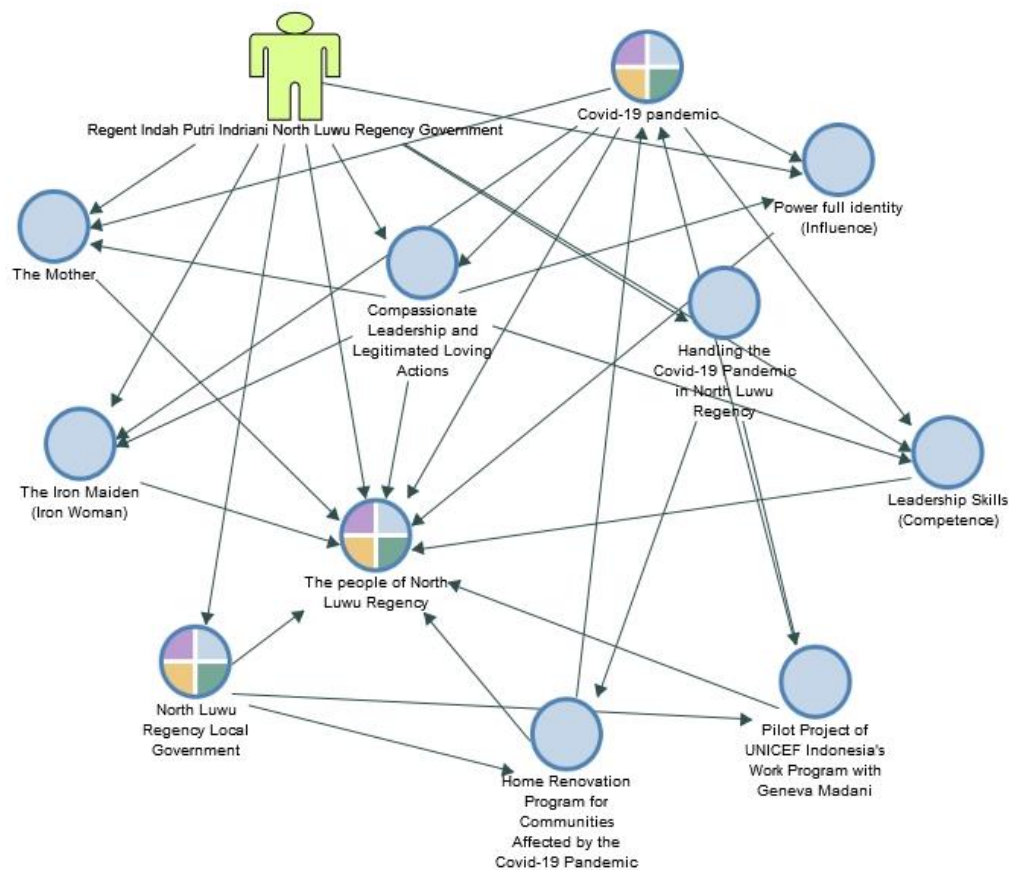 Regent Indah Putri Indriani North Luwu Regency Government
Covid-19 pandemic
Power full identity
(Influence)
The Mother
Compassionate
Leadership and
Legitimated Loving
Actions
Handling the
Covid-19 Pandemic
in North Luwu
Regency
The Iron Maiden
(Iron Woman)
Leadership Skills
(Competence)
The people of North
Luwu Regency
North Luwu
Regency Local
Government
Home Renovation
Program for
Communities
Affected by the
Covid-19 Pandemic
Pilot Project of
UNICEF Indonesia's
Work Program with
Geneva Madani